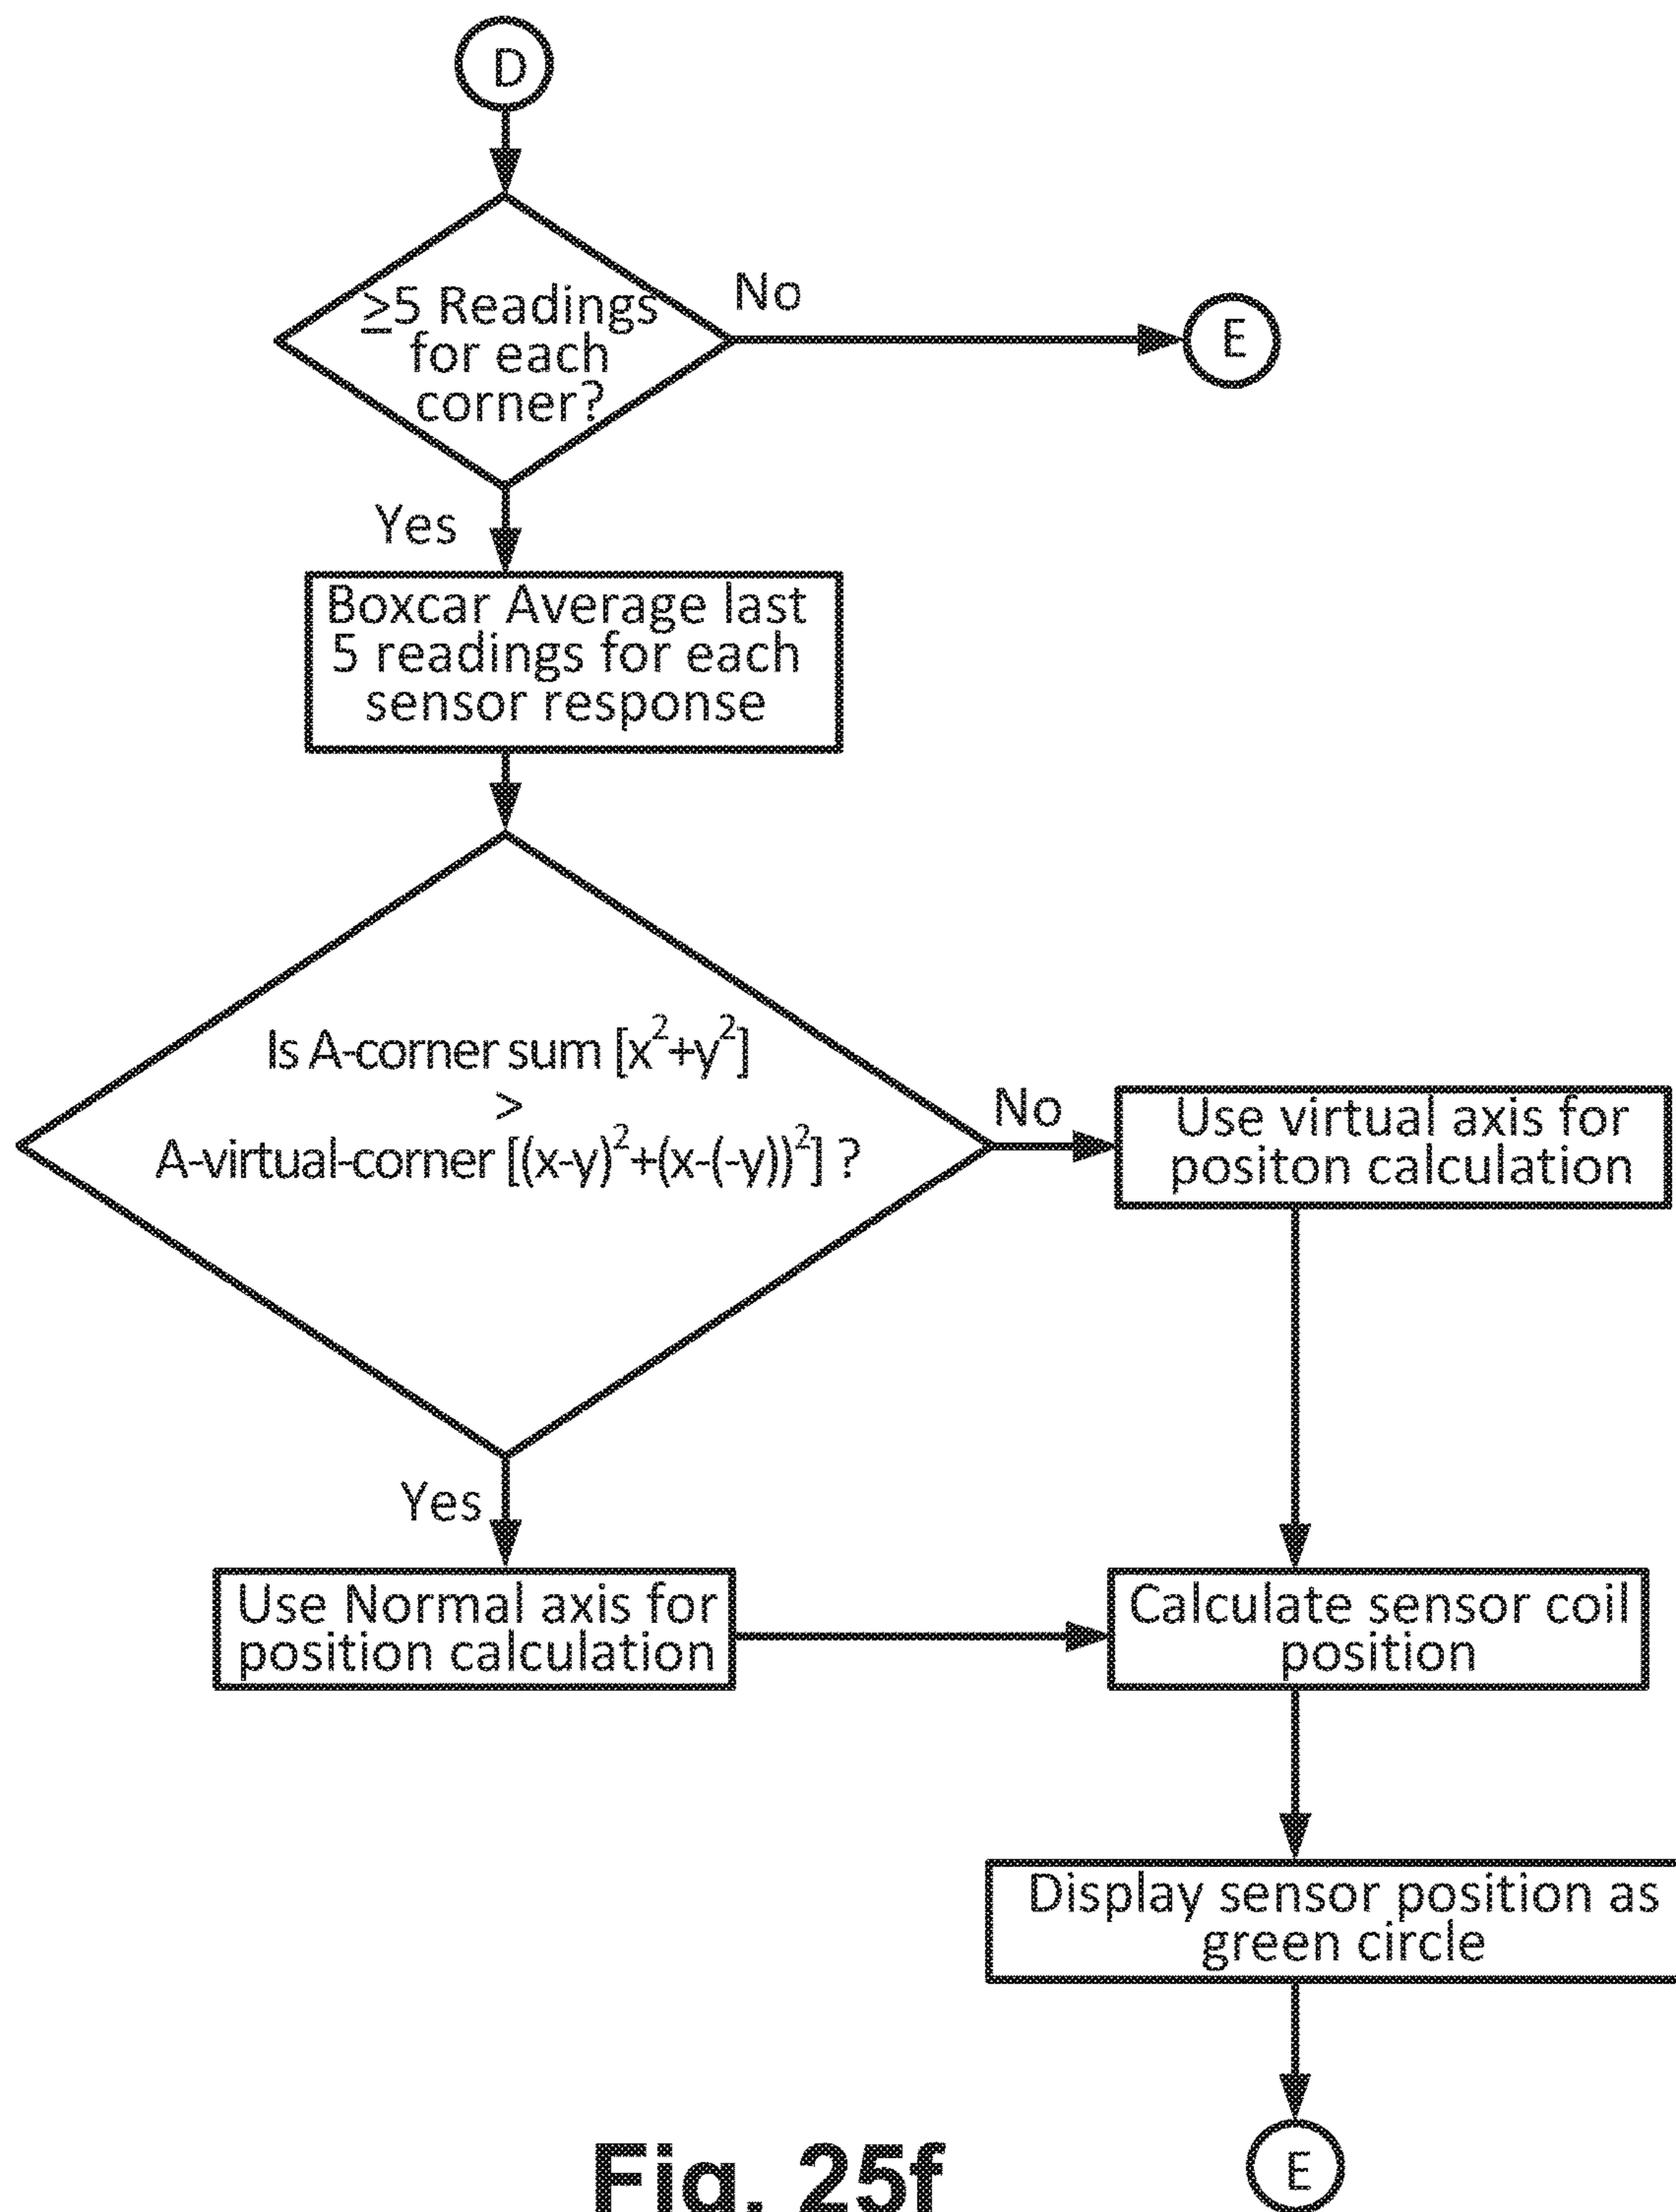 D
≥5 Readings
for each
corner?
No
E
Yes
Boxcar Average last
5 readings for each
sensor response
Is A-corner sum [x²+y²]
>
A-virtual-corner [(x-y)²+(x-(-y))²] ?
No
Use virtual axis for
positon calculation
Yes
Use Normal axis for
position calculation
Calculate sensor coil
position
Display sensor position as
green circle
E
Fig. 25f